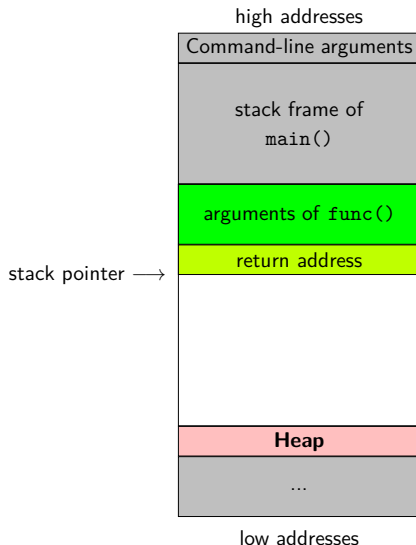 high addresses
Command-line arguments
stack frame of
main()
arguments of func()
return address
stack pointer ⟶
Heap
...
low addresses